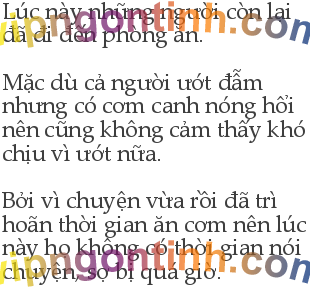 Lúc này những người còn lại
đã đi đến phòng ăn.
vipngontinh.com
Mặc dù cả người ướt đẫm
nhưng có cơm canh nóng hổi
nên cũng không cảm thấy khó
chịu vì ướt nữa.
Bởi vì chuyện vừa rồi đã trì
hoãn thời gian ăn cơm nên lúc
này họ không có thời gian nói
chuyện, sợ bị quá giờ.
vipngontinh.com